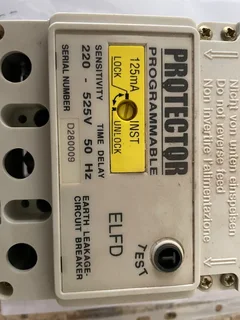 PROTECTOR
PROGRAMMABLE
125mA
INST
LOCK
UNLOCK
SENSITIVITY TIME DELAY
220 - 525V 50 Hz
SERIAL NUMBER D280009
EARTH LEAKAGE-
CIRCUIT BREAKER
ELFD
TEST
T
Nicht von unten einspeisen
Do not reverse feed
Non invertire l'alimentazione